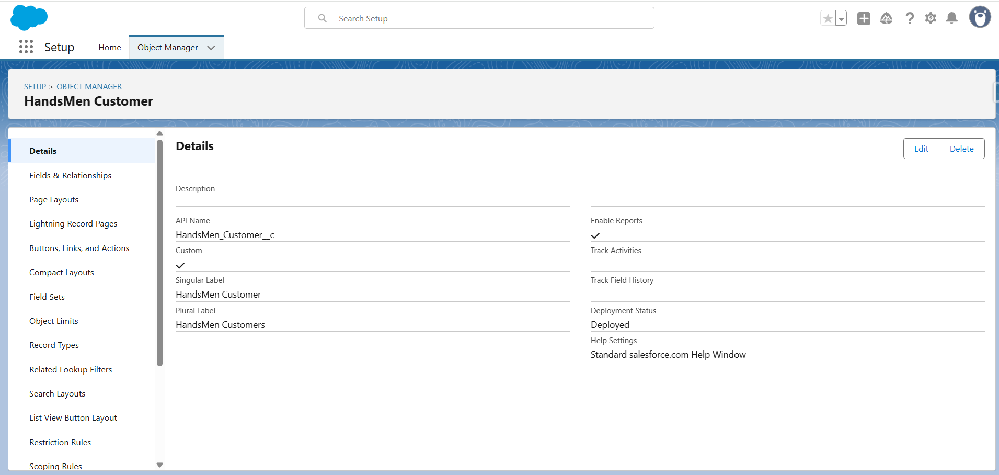 Search Setup
Setup
Home
Object Manager
SETUP > OBJECT MANAGER
HandsMen Customer
Details
Fields & Relationships
Page Layouts
Lightning Record Pages
Buttons, Links, and Actions
Compact Layouts
Field Sets
Object Limits
Record Types
Related Lookup Filters
Search Layouts
List View Button Layout
Restriction Rules
Scoping Rules
Details
Edit
Delete
Description
API Name
HandsMen_Customer__c
Custom
Singular Label
HandsMen Customer
Plural Label
HandsMen Customers
Enable Reports
Track Activities
Track Field History
Deployment Status
Deployed
Help Settings
Standard salesforce.com Help Window